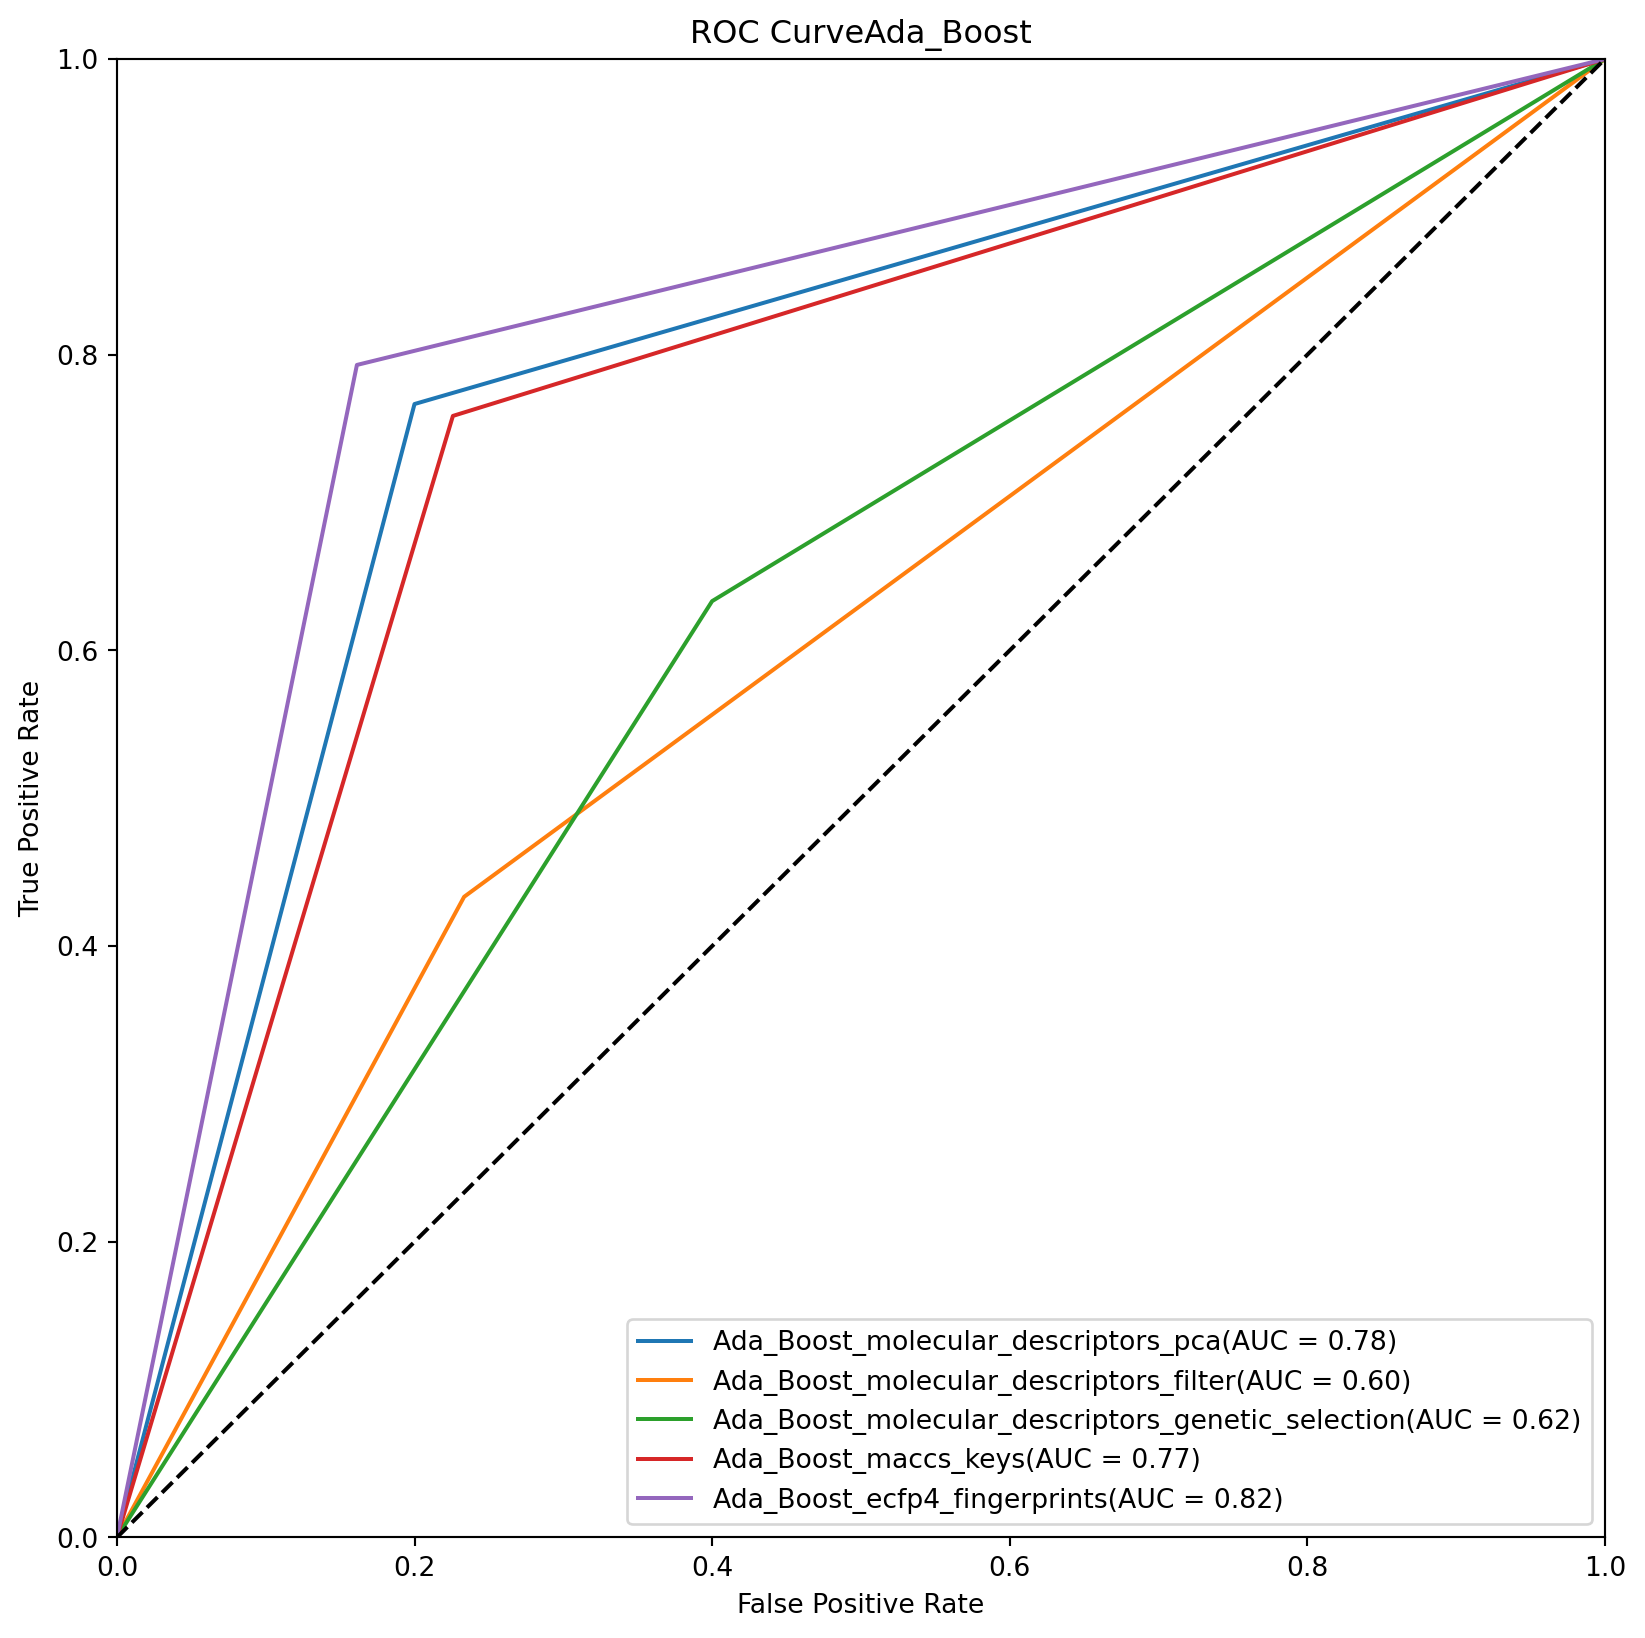 ROC CurveAda_Boost
1.0
0.8
0.6
0.4
0.2
0.0
True Positive Rate
Ada_Boost_molecular_descriptors_pca(AUC = 0.78)
Ada_Boost_molecular_descriptors_filter(AUC = 0.60)
Ada_Boost_molecular_descriptors_genetic_selection(AUC = 0.62)
Ada_Boost_maccs_keys(AUC = 0.77)
Ada_Boost_ecfp4_fingerprints(AUC = 0.82)
0.0 0.2 0.4 0.6 0.8 1.0
False Positive Rate